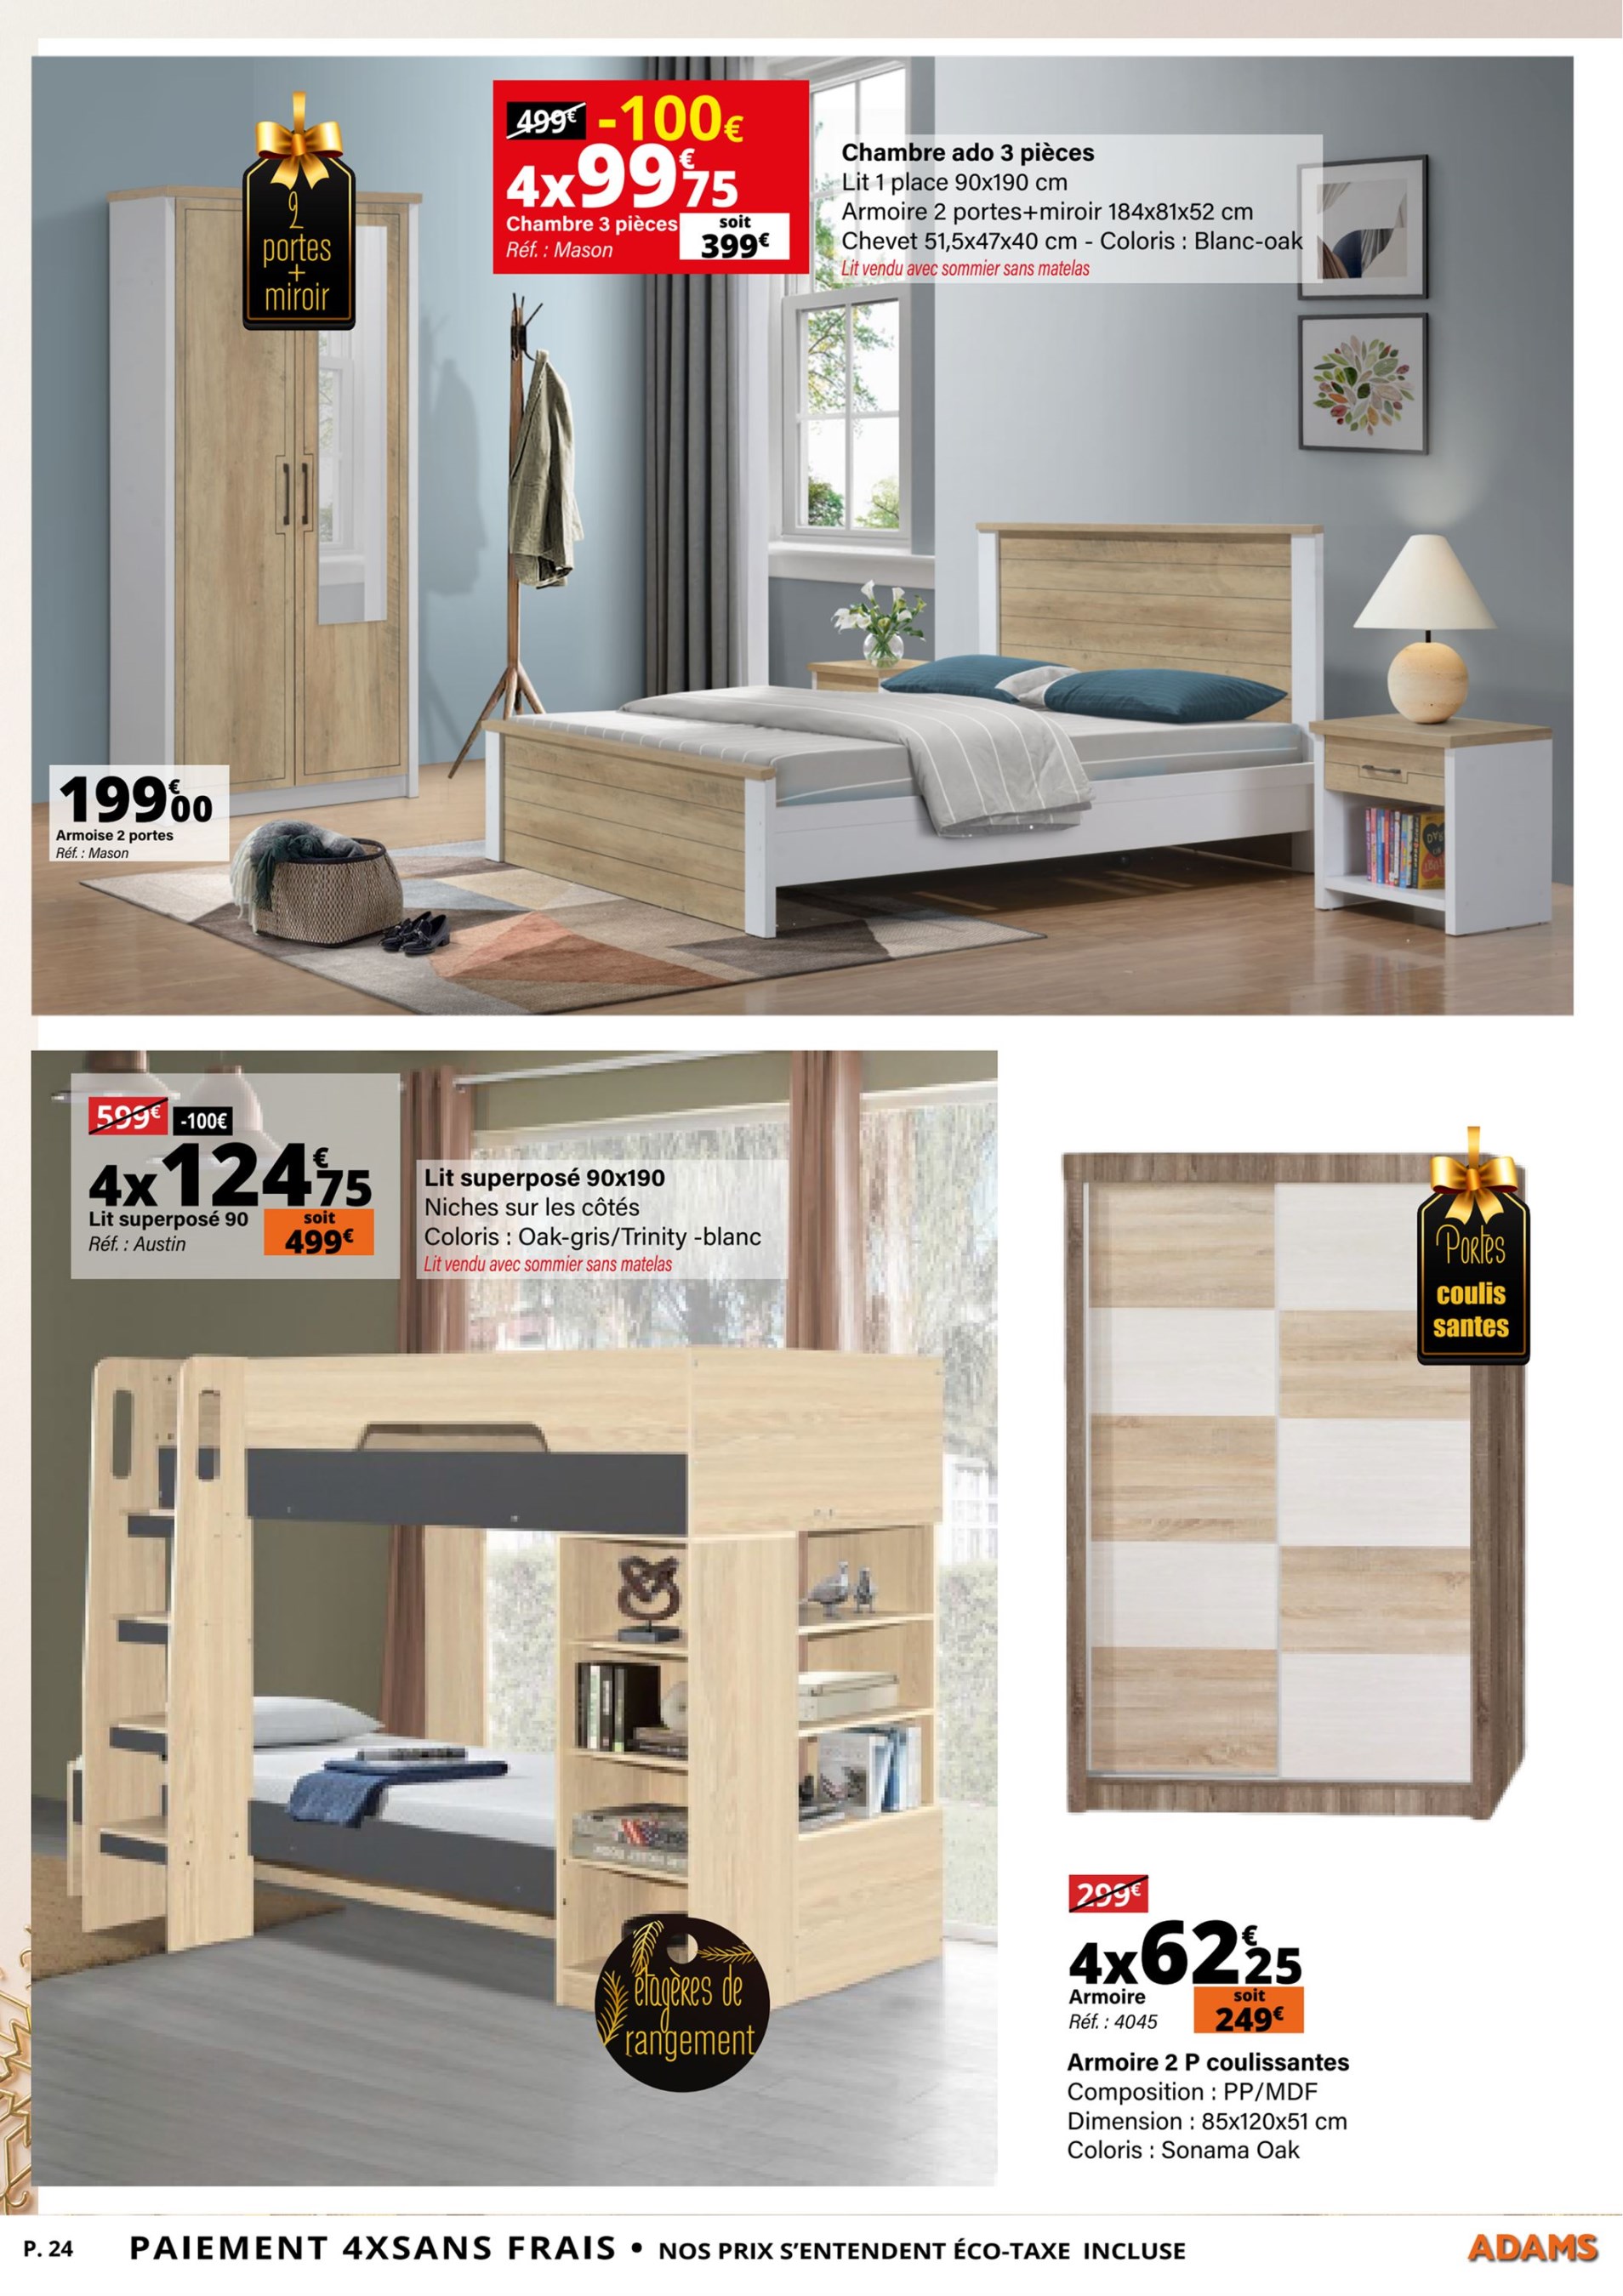 2
portes
+
miroir
499€ -100€
4x99€75
Chambre 3 pièces
Réf. : Mason
soit
399€
Chambre ado 3 pièces
Lit 1 place 90x190 cm
Armoire 2 portes+miroir 184x81x52 cm
Chevet 51,5x47x40 cm - Coloris : Blanc-oak
Lit vendu avec sommier sans matelas
199€00
Armoise 2 portes
Réf. : Mason
599€ -100€
4x124€75
Lit superposé 90
Réf. : Austin
soit
499€
Lit superposé 90x190
Niches sur les côtés
Coloris : Oak-gris/Trinity -blanc
Lit vendu avec sommier sans matelas
étagères de
rangement
Portes
coulis
santes
299€
4x62€25
Armoire
Réf. : 4045
soit
249€
Armoire 2 P coulissantes
Composition : PP/MDF
Dimension : 85x120x51 cm
Coloris : Sonama Oak
P. 24 PAIEMENT 4XSANS FRAIS • NOS PRIX S'ENTENDENT ÉCO-TAXE INCLUSE ADAMS